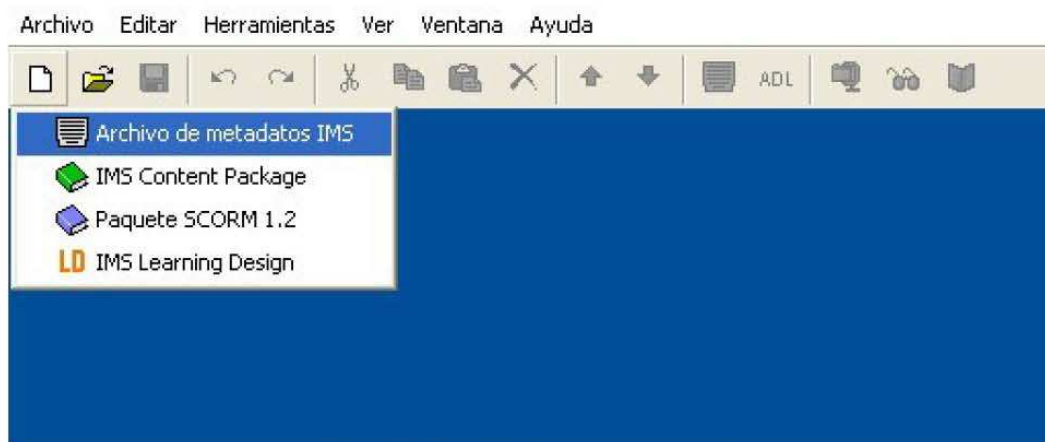 Archivo Editar Herramientas Ver Ventana Ayuda
ADL
Archivo de metadatos IMS
IMS Content Package
Paquete SCORM 1.2
LD IMS Learning Design